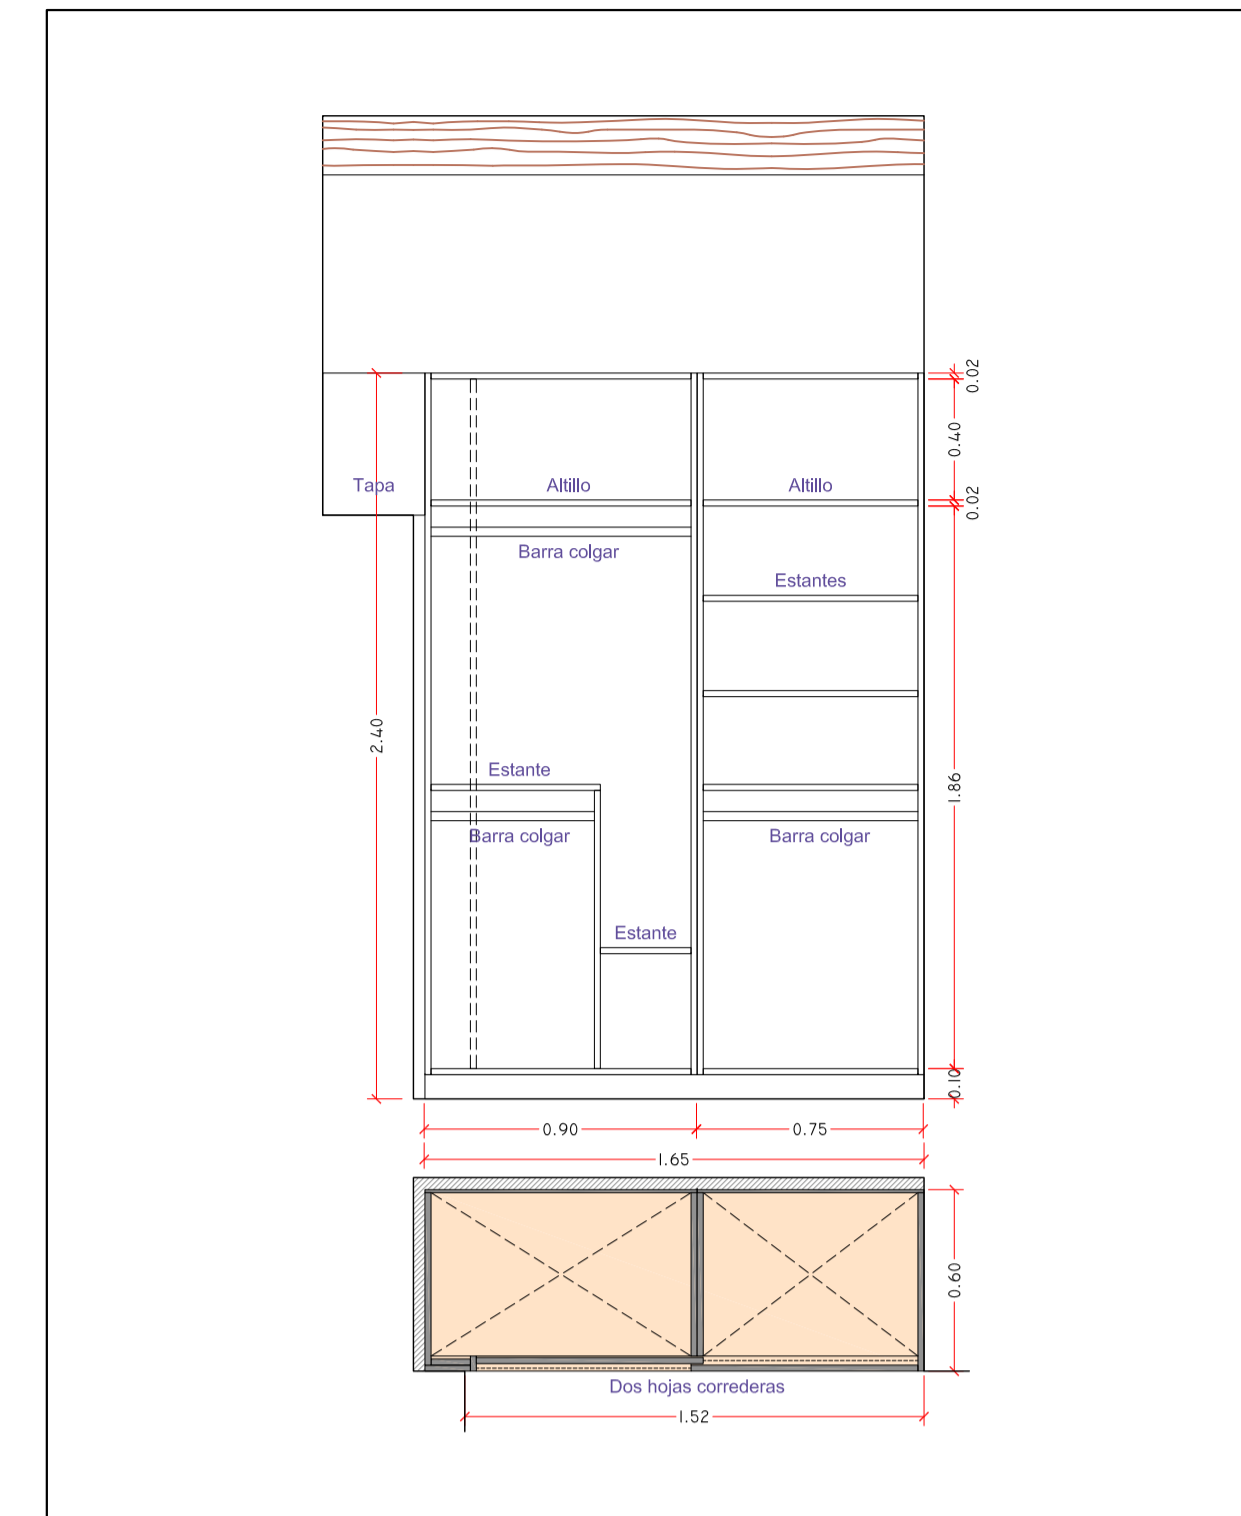 0.02
0.40
Tapa
Altillo
Altillo
0.02
Barra colgar
Estantes
2.40
Estante
1.86
Barra colgar
Barra colgar
Estante
0.10
0.90
0.75
1.65
0.60
Dos hojas correderas
1.52